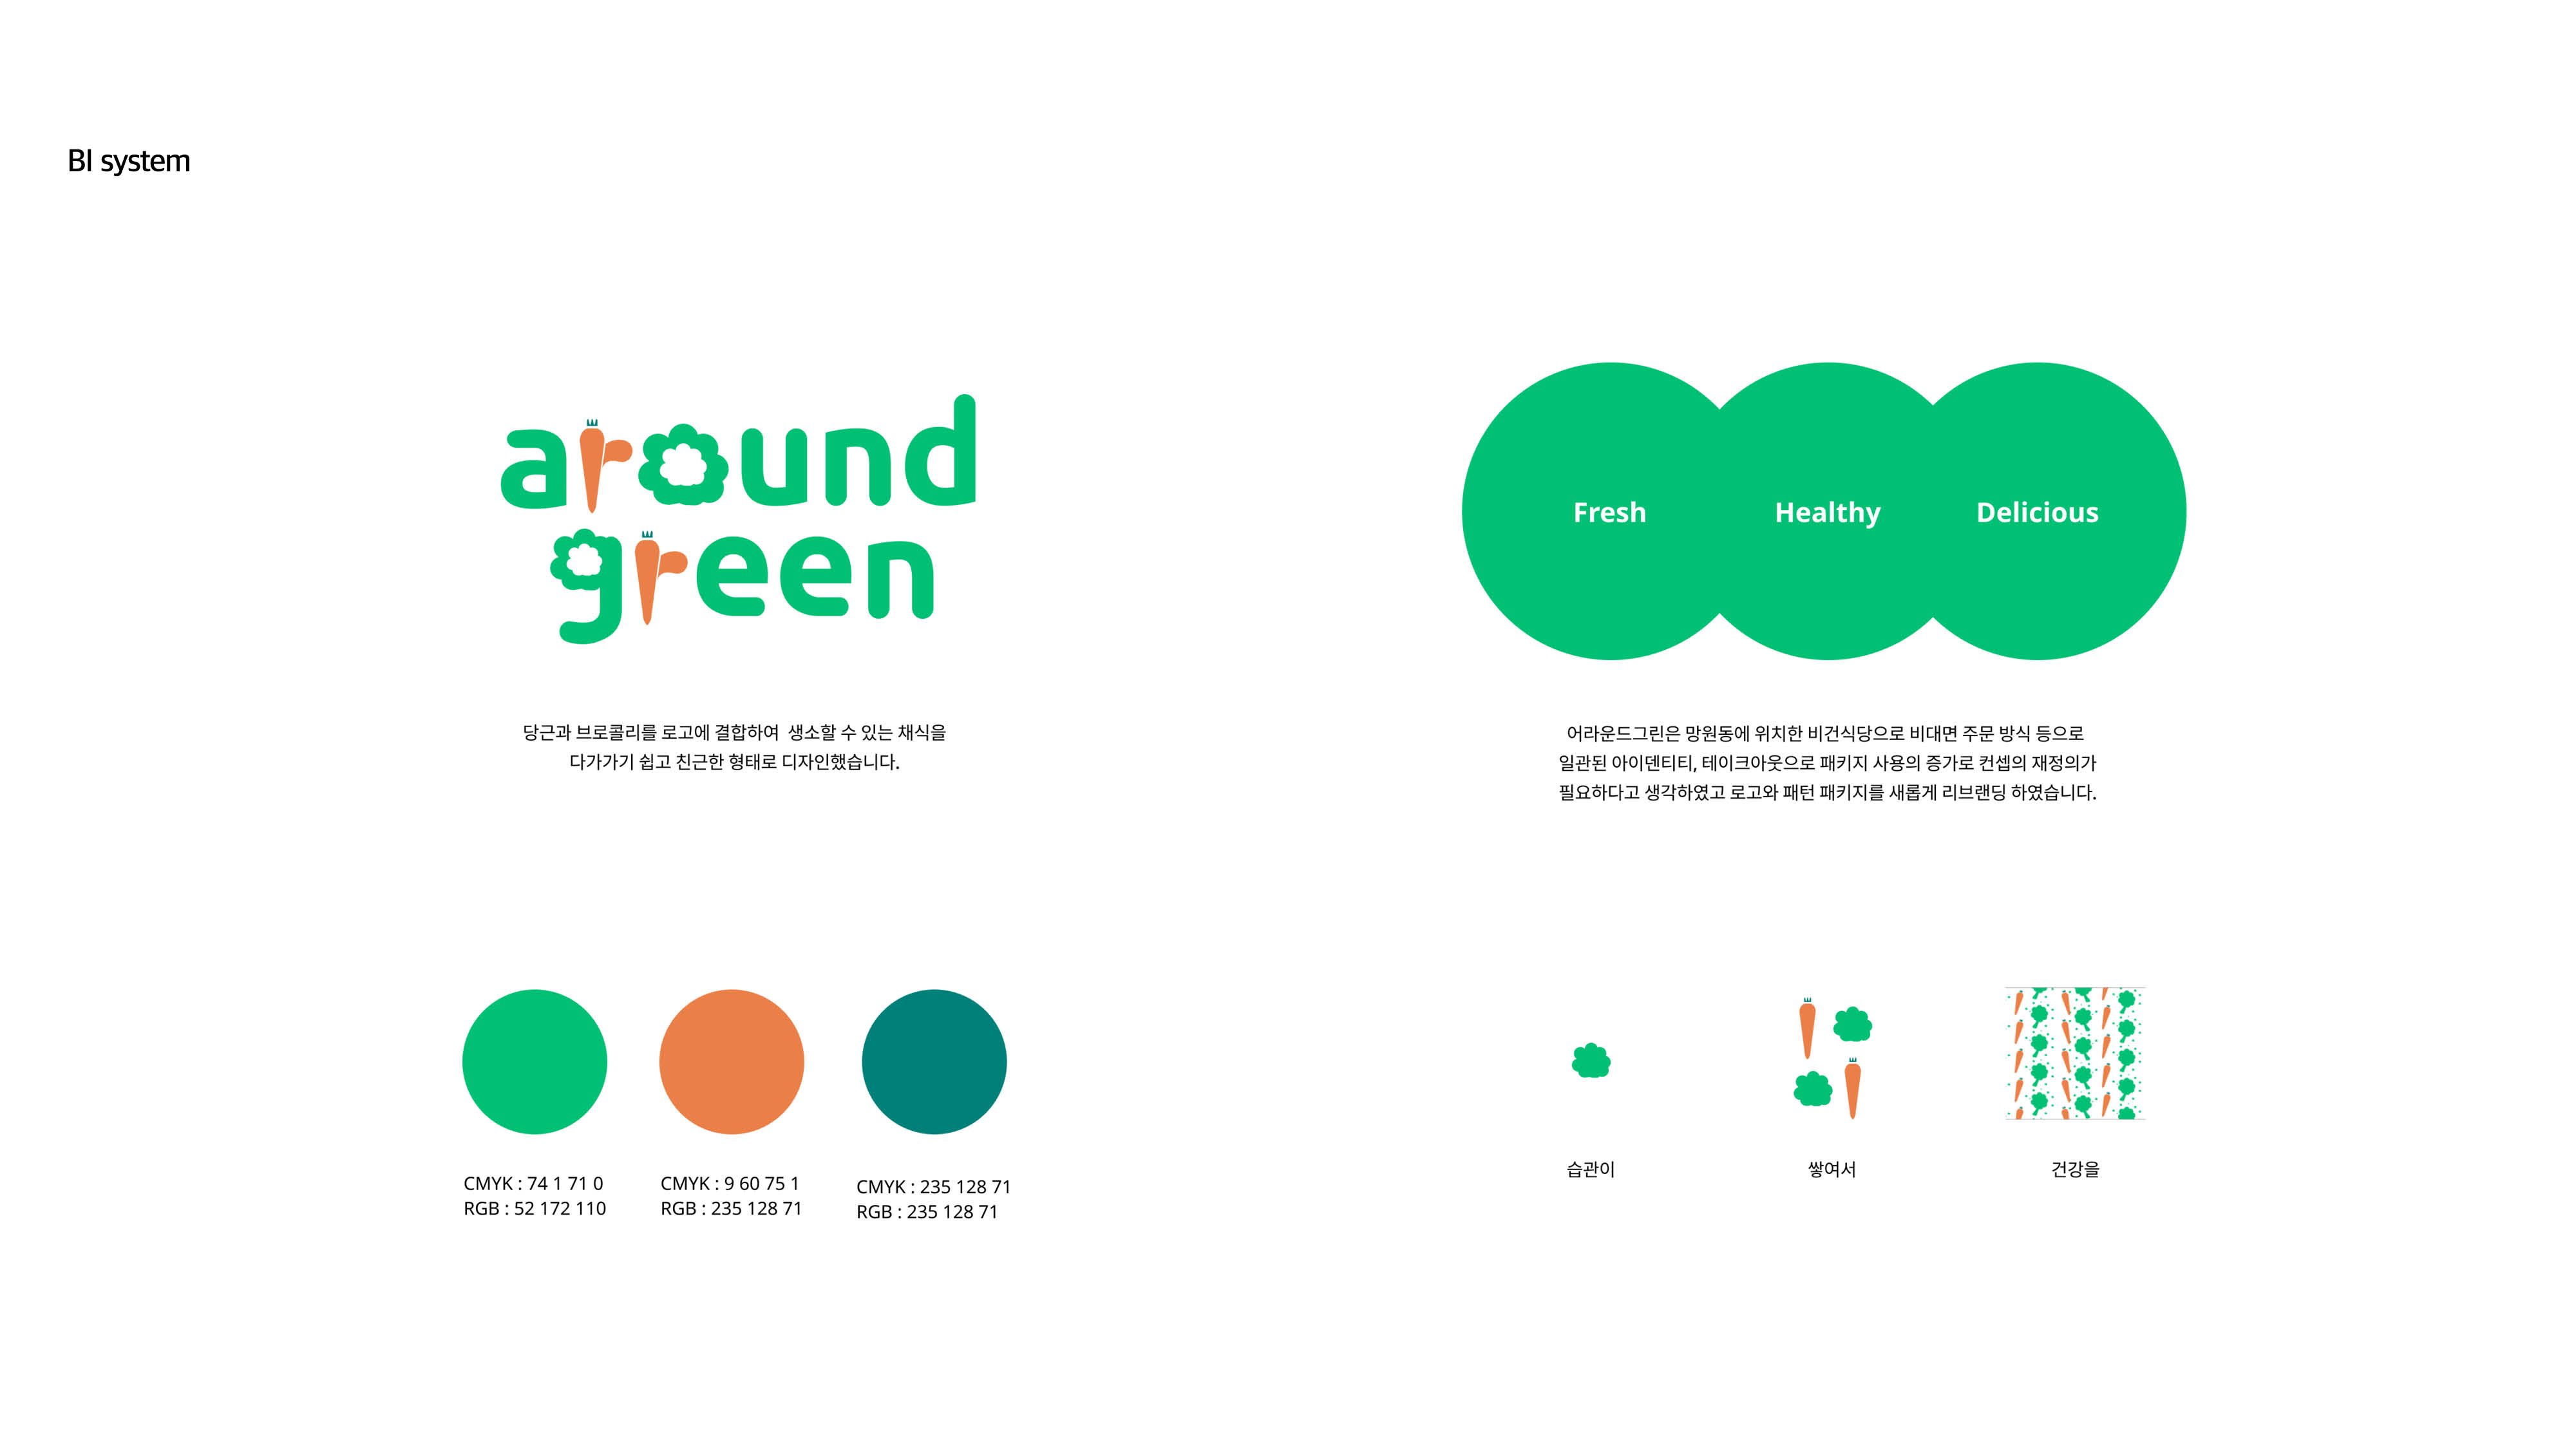 BI system
around
green
당근과 브로콜리를 로고에 결합하여 생소할 수 있는 채식을
다가가기 쉽고 친근한 형태로 디자인했습니다.
Fresh
Healthy
Delicious
어라운드그린은 망원동에 위치한 비건식당으로 비대면 주문 방식 등으로
일관된 아이덴티티, 테이크아웃으로 패키지 사용의 증가로 컨셉의 재정의가
필요하다고 생각하였고 로고와 패턴 패키지를 새롭게 리브랜딩 하였습니다.
CMYK : 74 1 71 0
RGB : 52 172 110
CMYK : 9 60 75 1
RGB : 235 128 71
CMYK : 235 128 71
RGB : 235 128 71
습관이
쌓여서
건강을